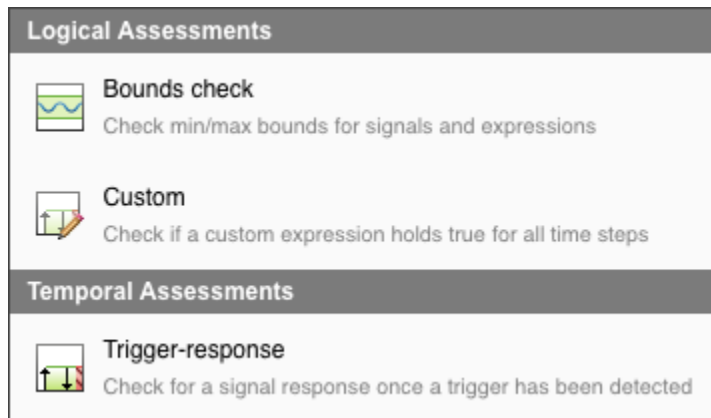 Logical Assessments
Bounds check
Check min/max bounds for signals and expressions
Custom
Check if a custom expression holds true for all time steps
Temporal Assessments
Trigger-response
Check for a signal response once a trigger has been detected